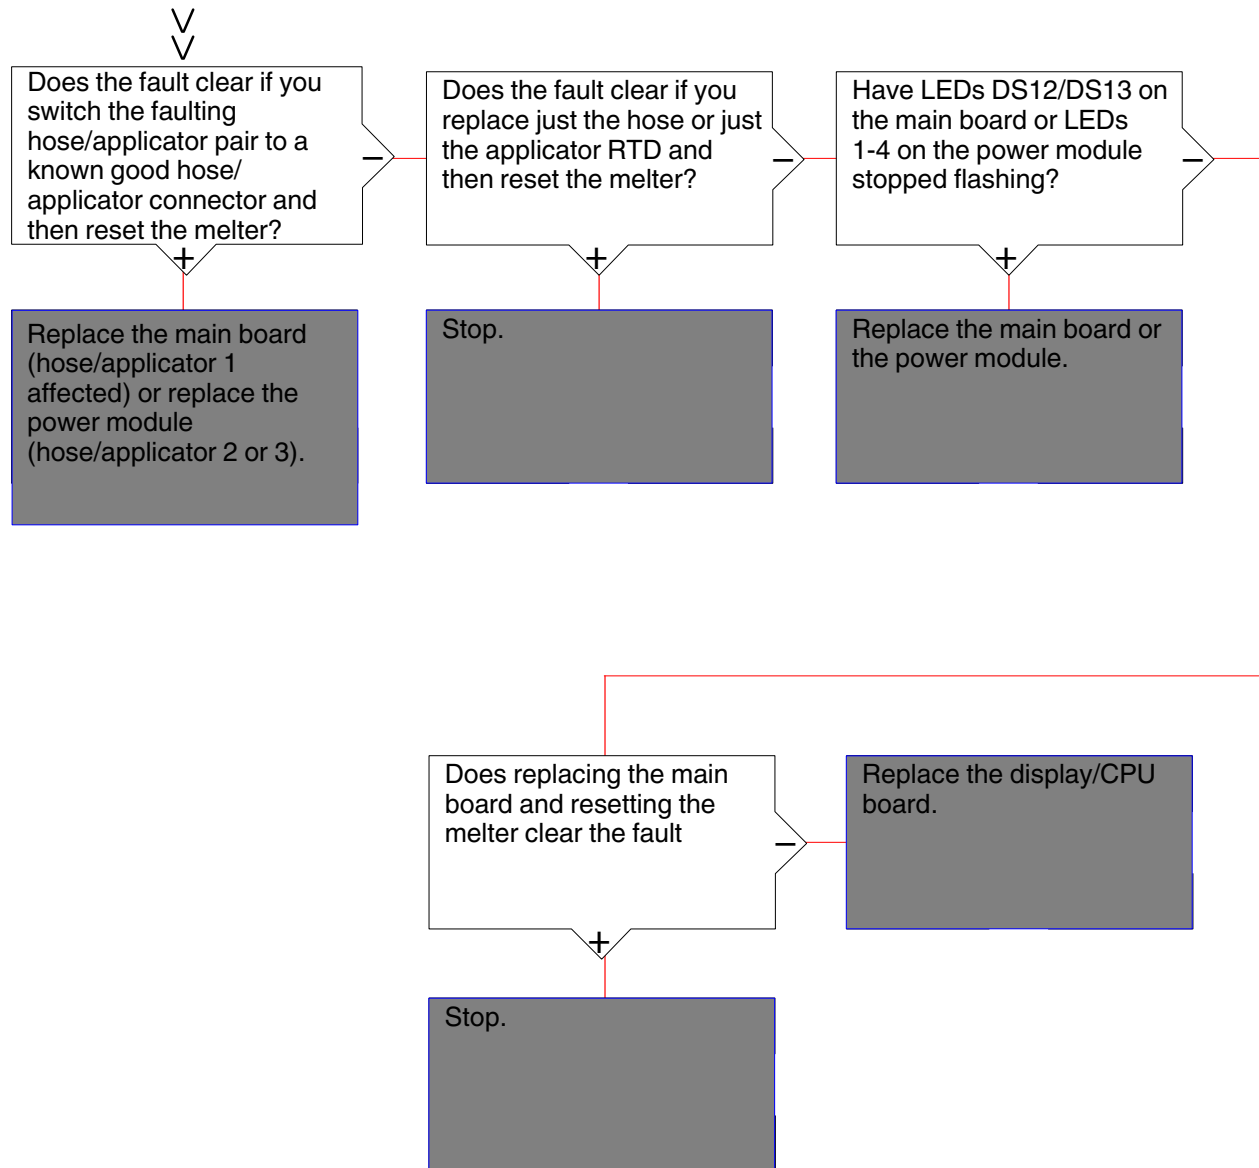 Does the fault clear if you
switch the faulting
hose/applicator pair to a
known good hose/
applicator connector and
then reset the melter?
–
+
Does the fault clear if you
replace just the hose or just
the applicator RTD and
then reset the melter?
–
+
Have LEDs DS12/DS13 on
the main board or LEDs
1-4 on the power module
stopped flashing?
–
+
Replace the main board
(hose/applicator 1
affected) or replace the
power module
(hose/applicator 2 or 3).
Stop.
Replace the main board or
the power module.
Does replacing the main
board and resetting the
melter clear the fault
–
+
Replace the display/CPU
board.
Stop.